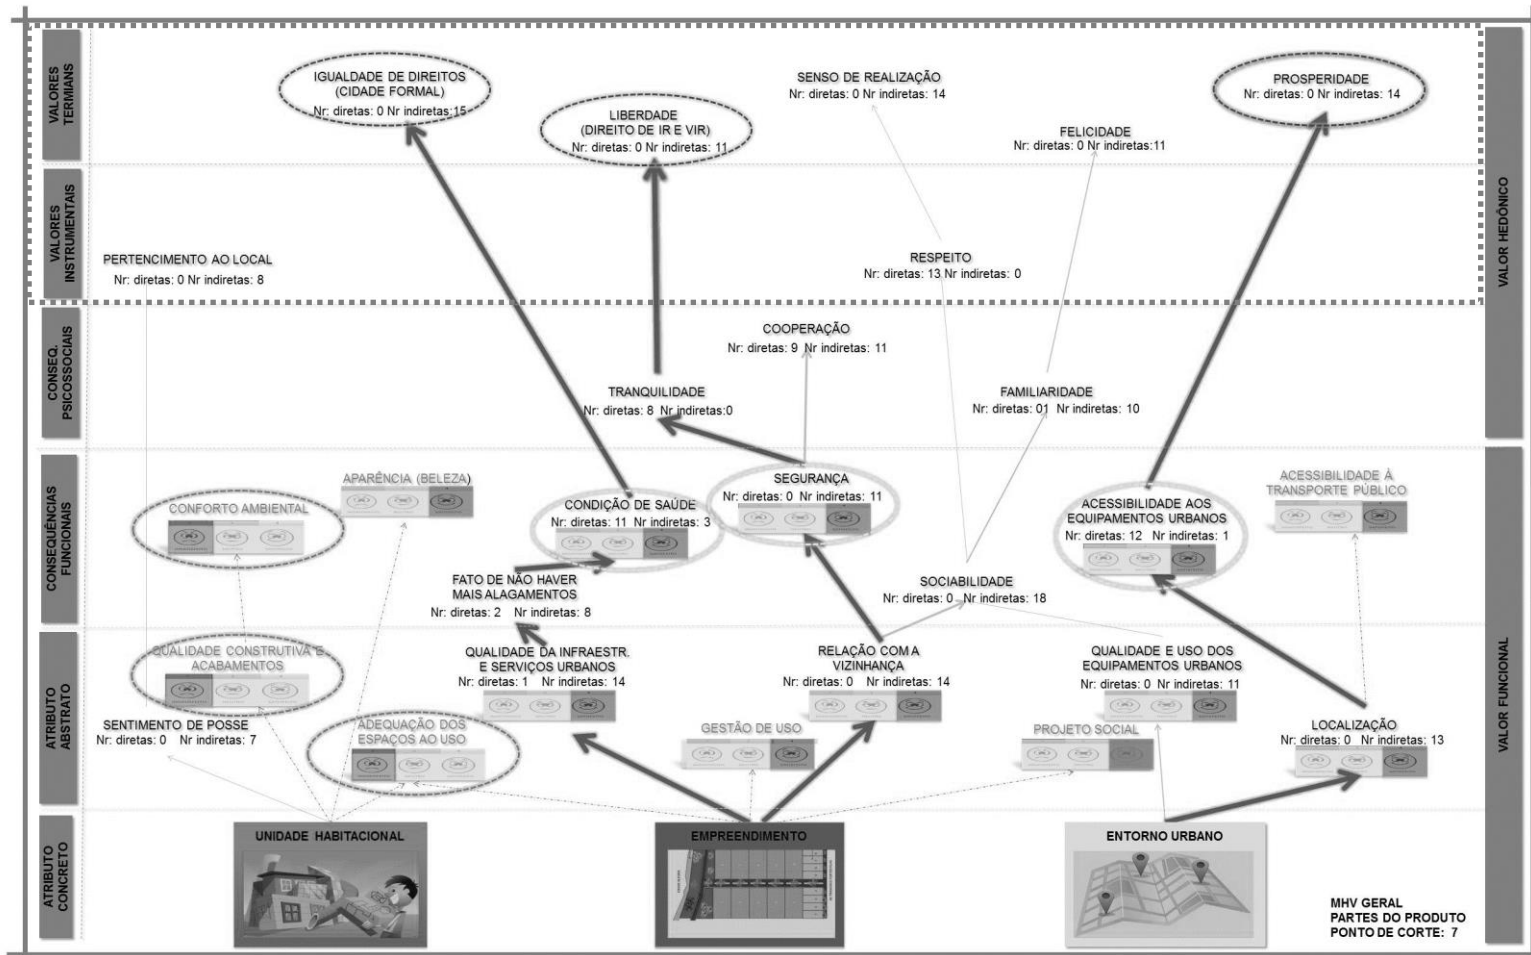 VALORES
TERMIANS
IGUALDADE DE DIREITOS
(CIDADE FORMAL)
Nr: diretas: 0 Nr indiretas: 15
LIBERDADE
(DIREITO DE IR E VIR)
Nr: diretas: 0 Nr indiretas: 11
SENSO DE REALIZAÇÃO
Nr: diretas: 0 Nr indiretas: 14
FELICIDADE
Nr: diretas: 0 Nr indiretas:11
PROSPERIDADE
Nr: diretas: 0 Nr indiretas: 14
VALORES
INSTRUMENTAIS
PERTENCIMENTO AO LOCAL
Nr: diretas: 0 Nr indiretas: 8
RESPEITO
Nr: diretas: 13 Nr indiretas: 0
VALOR HEDÔNICO
CONSEQ.
PSICOSSOCIAIS
COOPERAÇÃO
Nr: diretas: 9 Nr indiretas: 11
TRANQUILIDADE
Nr: diretas: 8 Nr indiretas:0
FAMILIARIDADE
Nr: diretas: 01 Nr indiretas: 10
CONSEQUÊNCIAS
FUNCIONAIS
CONFORTO AMBIENTAL
APARÊNCIA (BELEZA)
CONDIÇÃO DE SAÚDE
Nr: diretas: 11 Nr indiretas: 3
SEGURANÇA
Nr: diretas: 0 Nr indiretas: 11
ACESSIBILIDADE AOS
EQUIPAMENTOS URBANOS
Nr: diretas: 12 Nr indiretas: 1
ACESSIBILIDADE À
TRANSPORTE PÚBLICO
FATO DE NÃO HAVER
MAIS ALAGAMENTOS
Nr: diretas: 2 Nr indiretas: 8
SOCIABILIDADE
Nr: diretas: 0 Nr indiretas: 18
ATRIBUTO
ABSTRATO
QUALIDADE CONSTRUTIVA E
ACABAMENTOS
SENTIMENTO DE POSSE
Nr: diretas: 0 Nr indiretas: 7
ADEQUAÇÃO DOS
ESPAÇOS AO USO
QUALIDADE DA INFRAESTR.
E SERVIÇOS URBANOS
Nr: diretas: 1 Nr indiretas: 14
GESTÃO DE USO
RELAÇÃO COM A
VIZINHANÇA
Nr: diretas: 0 Nr indiretas: 14
PROJETO SOCIAL
QUALIDADE E USO DOS
EQUIPAMENTOS URBANOS
Nr: diretas: 0 Nr indiretas: 11
LOCALIZAÇÃO
Nr: diretas: 0 Nr indiretas: 13
VALOR FUNCIONAL
ATRIBUTO
CONCRETO
UNIDADE HABITACIONAL
EMPREENDIMENTO
ENTORNO URBANO
MHV GERAL
PARTES DO PRODUTO
PONTO DE CORTE: 7